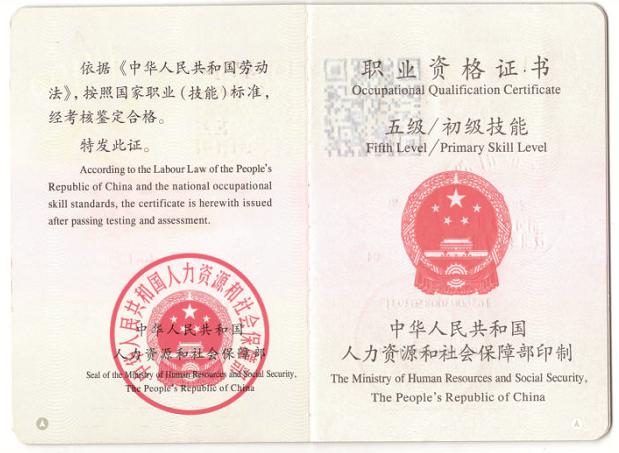 依据《中华人民共和国劳动
法》，按照国家职业(技能)标准，
经考核鉴定合格。
特发此证。
According to the Labour Law of the People's
Republic of China and the national occupational
skill standards, the certificate is herewith issued
after passing testing and assessment.
中华人民共和国人力资源和社会保障部
中华人民共和国
人力资源和社会保障部
Seal of the Ministry of Human Resources and Social Security,
The People's Republic of China
A
职业资格证书
Occupational Qualification Certificate
五级/初级技能
Fifth Level/Primary Skill Level
中华人民共和国
人力资源和社会保障部印制
The Ministry of Human Resources and Social Security,
The People's Republic of China
A